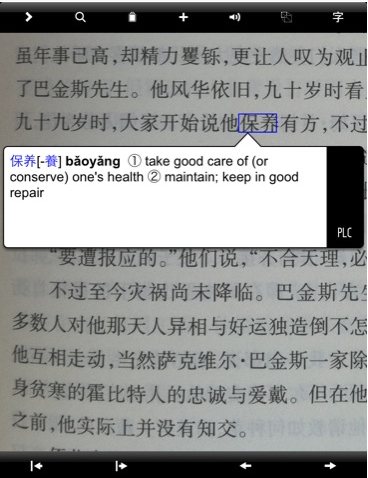 字
虽年事已高,却精力矍铄,更让人叹为观止
了巴金斯先生。他风华依旧,九十岁时看
九十九岁时,大家开始说他保养有方,不过
保养[-養] bǎoyǎng ① take good care of (or
conserve) one's health ② maintain; keep in good
repair
PLC
“要遭报应的。”他们说,“不合天理,必
不过至今灾祸尚未降临。巴金斯先生
多数人对他那天人异相与好运独造倒不怎
他互相走动,当然萨克维尔·巴金斯一家除
身贫寒的霍比特人的忠诚与爱戴。但在他
之前,他实际上并没有知交。